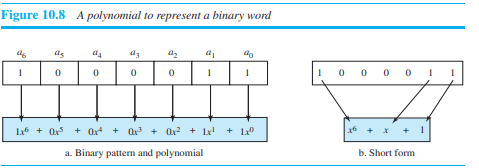 Figure 10.8 A polynomial to represent a binary word
a₆ a₅ a₄ a₃ a₂ a₁ a₀
1 0 0 0 0 1 1
1 0 0 0 0 1 1
1x⁶ + 0x⁵ + 0x⁴ + 0x³ + 0x² + 1x¹ + 1x⁰
x⁶ + x + 1
a. Binary pattern and polynomial
b. Short form